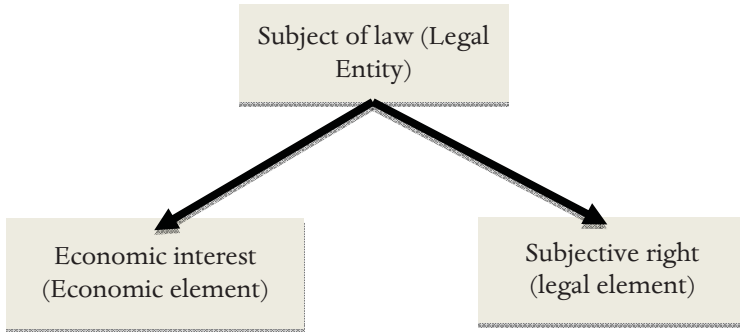 Subject of law (Legal
Entity)
Economic interest
(Economic element)
Subjective right
(legal element)